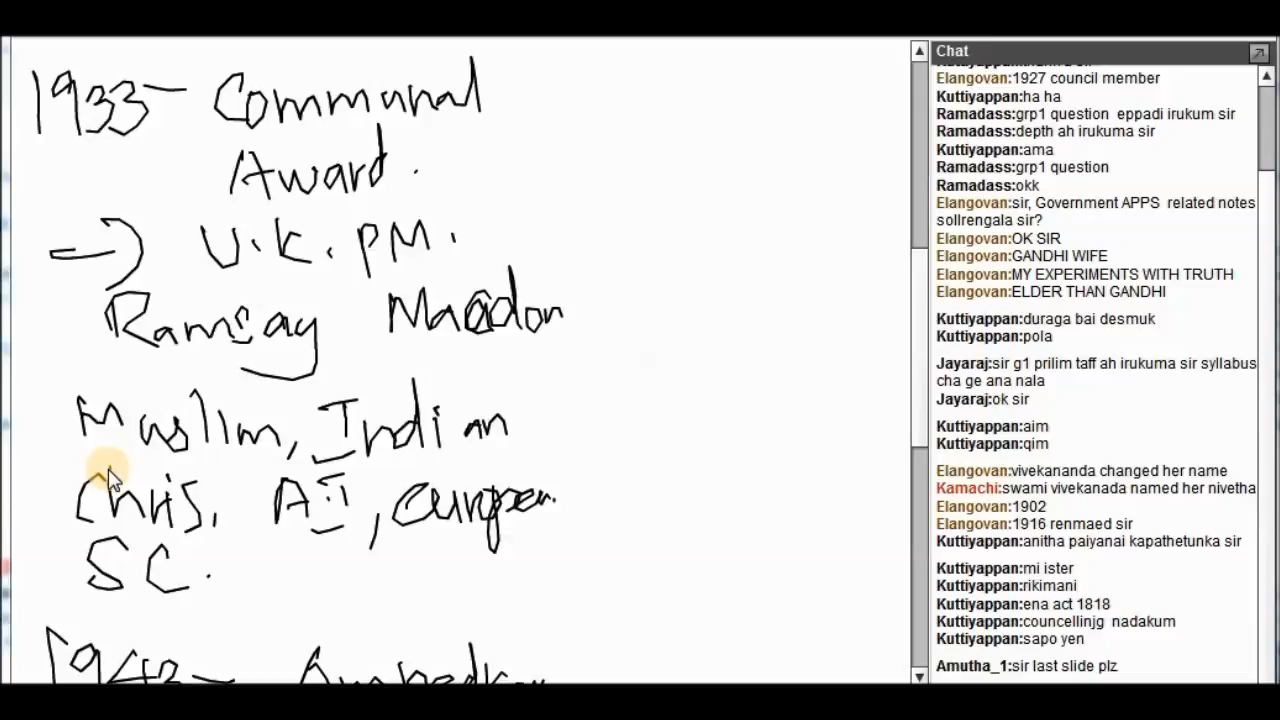 1933- Communal
Award.
=) U.K. PM.
Ramsay Macdon
Muslim, Indian
Chris, AI, europen
SC.
1942-
Chat
Elangovan:1927 council member
Kuttiyappan:ha ha
Ramadass:grp1 question eppadi irukum sir
Ramadass:depth ah irukuma sir
Kuttiyappan:ama
Ramadass:grp1 question
Ramadass:okk
Elangovan:sir, Government APPS related notes
sollrengala sir?
Elangovan:OK SIR
Elangovan:GANDHI WIFE
Elangovan:MY EXPERIMENTS WITH TRUTH
Elangovan:ELDER THAN GANDHI
Kuttiyappan:duraga bai desmuk
Kuttiyappan:pola
Jayaraj:sir g1 prilim taff ah irukuma sir syllabus
cha ge ana nala
Jayaraj:ok sir
Kuttiyappan:aim
Kuttiyappan:qim
Elangovan:vivekananda changed her name
Kamachi:swami vivekanada named her nivetha
Elangovan:1902
Elangovan:1916 renmaed sir
Kuttiyappan:anitha paiyanai kapathetunka sir
Kuttiyappan:mi ister
Kuttiyappan:rikimani
Kuttiyappan:ena act 1818
Kuttiyappan:councellinjg nadakum
Kuttiyappan:sapo yen
Amutha_1:sir last slide plz